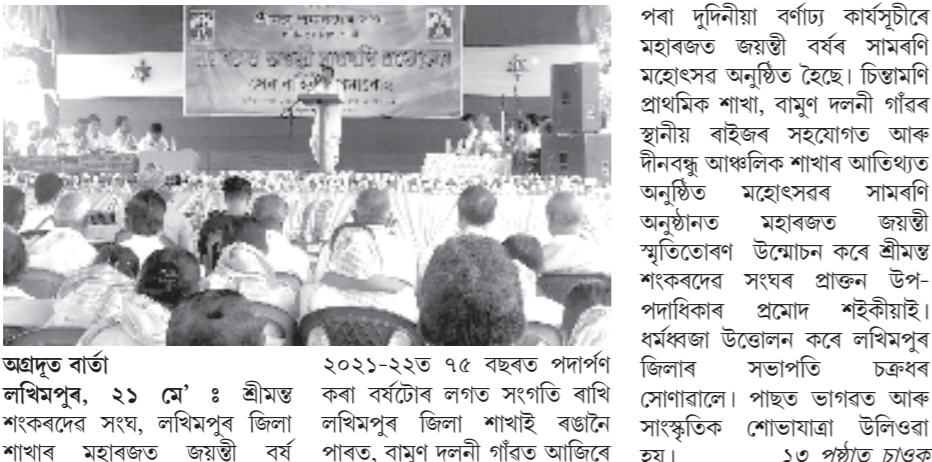 অগ্ৰদূত বাৰ্তা
লখিমপুৰ, ২১ মে’ ঃ শ্ৰীমন্ত
শংকৰদেৱ সংঘ, লখিমপুৰ জিলা
শাখাৰ মহাৰজত জয়ন্তী বৰ্ষ
২০২১-২২ত ৭৫ বছৰত পদাৰ্পণ
কৰা বৰ্ষটোৰ লগত সংগতি ৰাখি
লখিমপুৰ জিলা শাখাই ৰঙানৈ
পাৰত, বামুণ দলনী গাঁৱত আজিৰে
পৰা দুদিনীয়া বৰ্ণাঢ্য কাৰ্যসূচীৰে
মহাৰজত জয়ন্তী বৰ্ষৰ সামৰণি
মহোৎসৱ অনুষ্ঠিত হৈছে। চিন্তামণি
প্ৰাথমিক শাখা, বামুণ দলনী গাঁৱৰ
স্থানীয় ৰাইজৰ সহযোগত আৰু
দীনবন্ধু আঞ্চলিক শাখাৰ আতিথ্যত
অনুষ্ঠিত মহোৎসৱৰ সামৰণি
অনুষ্ঠানত মহাৰজত জয়ন্তী
স্মৃতিতোৰণ উন্মোচন কৰে শ্ৰীমন্ত
শংকৰদেৱ সংঘৰ প্ৰাক্তন উপ-
পদাধিকাৰ প্ৰমোদ শইকীয়াই।
ধৰ্মধ্বজা উত্তোলন কৰে লখিমপুৰ
জিলাৰ সভাপতি চক্ৰধৰ
সোণোৱালে। পাছত ভাগৱত আৰু
সাংস্কৃতিক শোভাযাত্ৰা উলিওৱা
হয়। ১৩ পৃষ্ঠাত চাওক